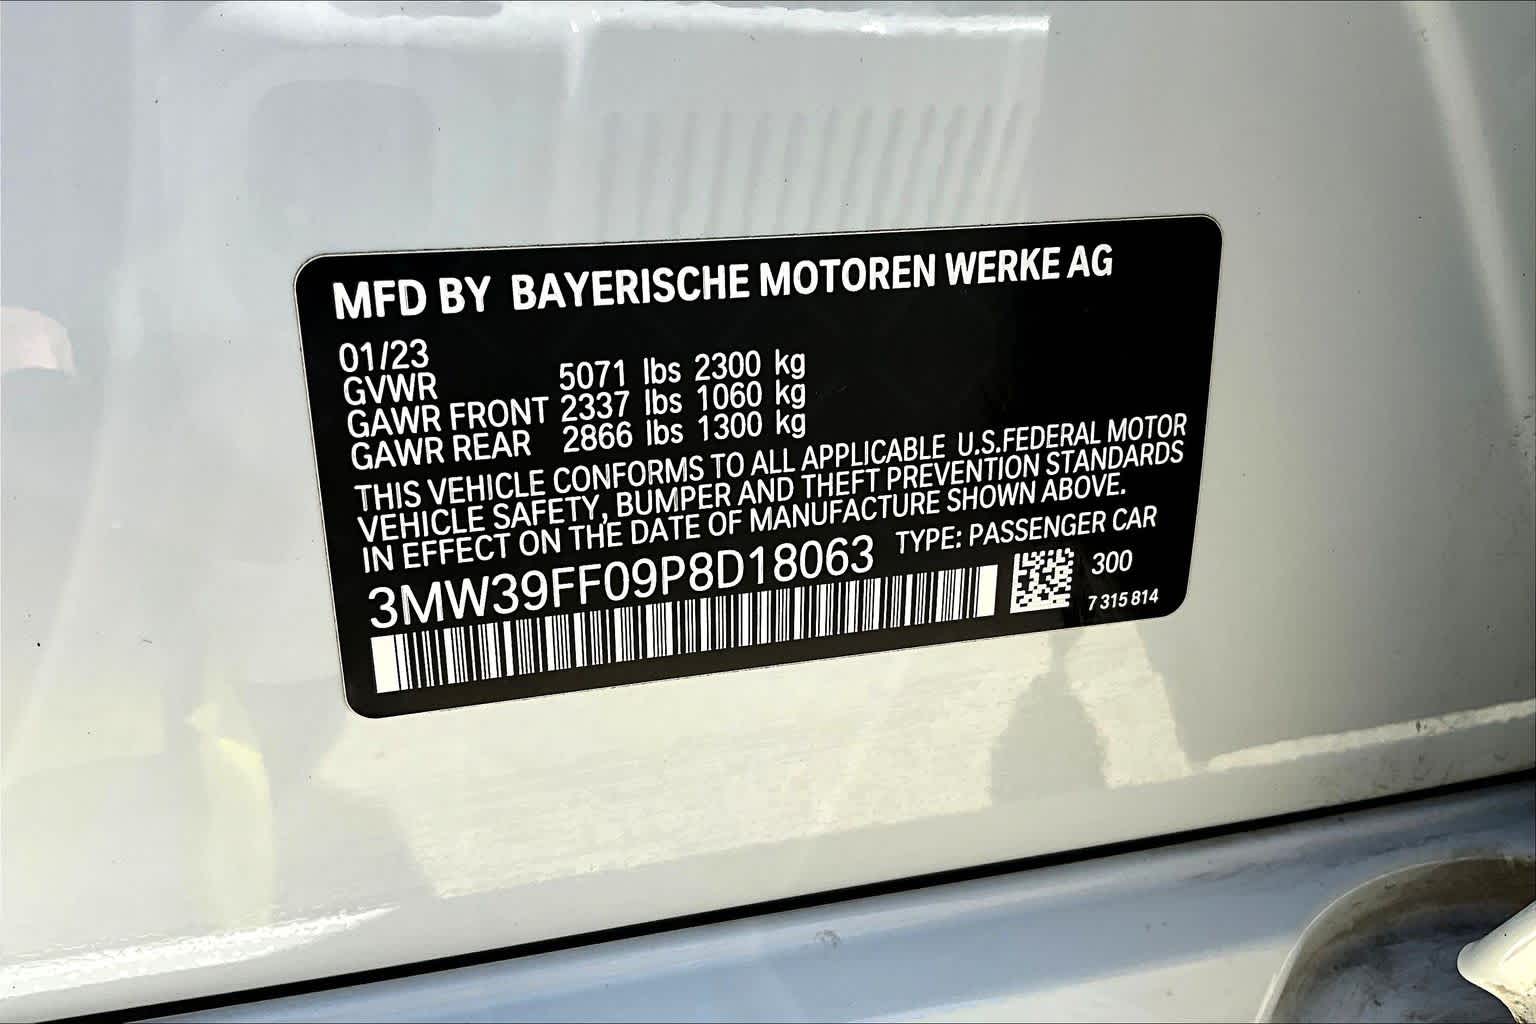 MFD BY BAYERISCHE MOTOREN WERKE AG
01/23
GVWR 5071 lbs 2300 kg
GAWR FRONT 2337 lbs 1060 kg
GAWR REAR 2866 lbs 1300 kg
THIS VEHICLE CONFORMS TO ALL APPLICABLE U.S.FEDERAL MOTOR
VEHICLE SAFETY, BUMPER AND THEFT PREVENTION STANDARDS
IN EFFECT ON THE DATE OF MANUFACTURE SHOWN ABOVE.
3MW39FF09P8D18063 TYPE: PASSENGER CAR
300
7 315 814